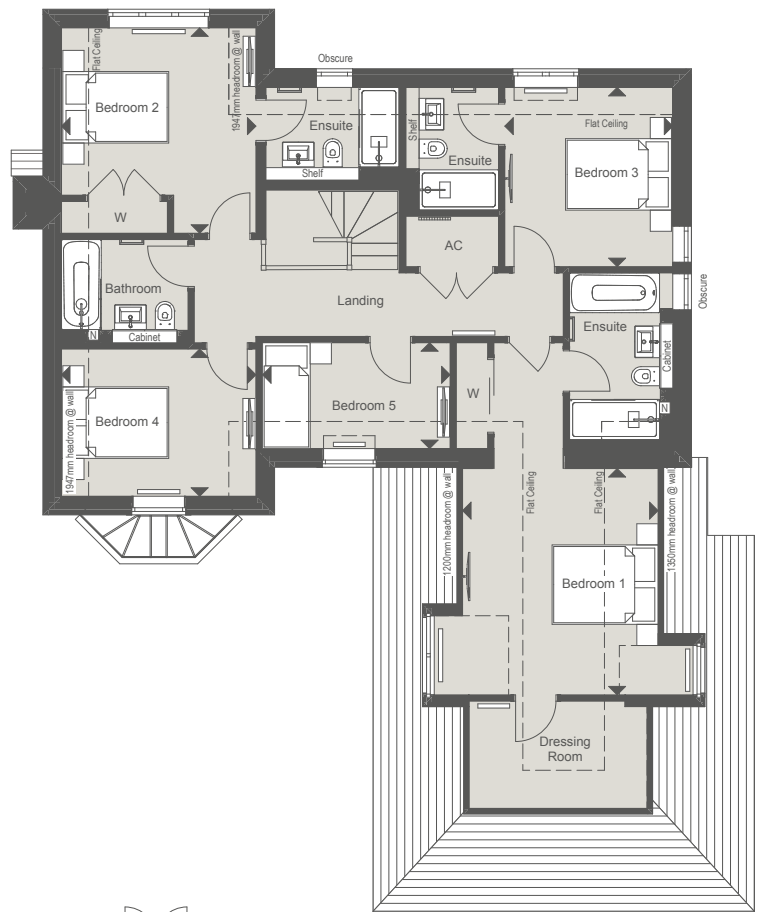 Obscure
Flat Ceiling
1947mm headroom @ wall
Bedroom 2
Ensuite
Shelf
Shelf
Ensuite
Flat Ceiling
Bedroom 3
W
AC
Bathroom
Landing
Obscure
Ensuite
N
Cabinet
Cabinet
Bedroom 4
1947mm headroom @ wall
Bedroom 5
W
N
1200mm headroom @ wall
Flat Ceiling
Flat Ceiling
1350mm headroom @ wall
Bedroom 1
Dressing
Room